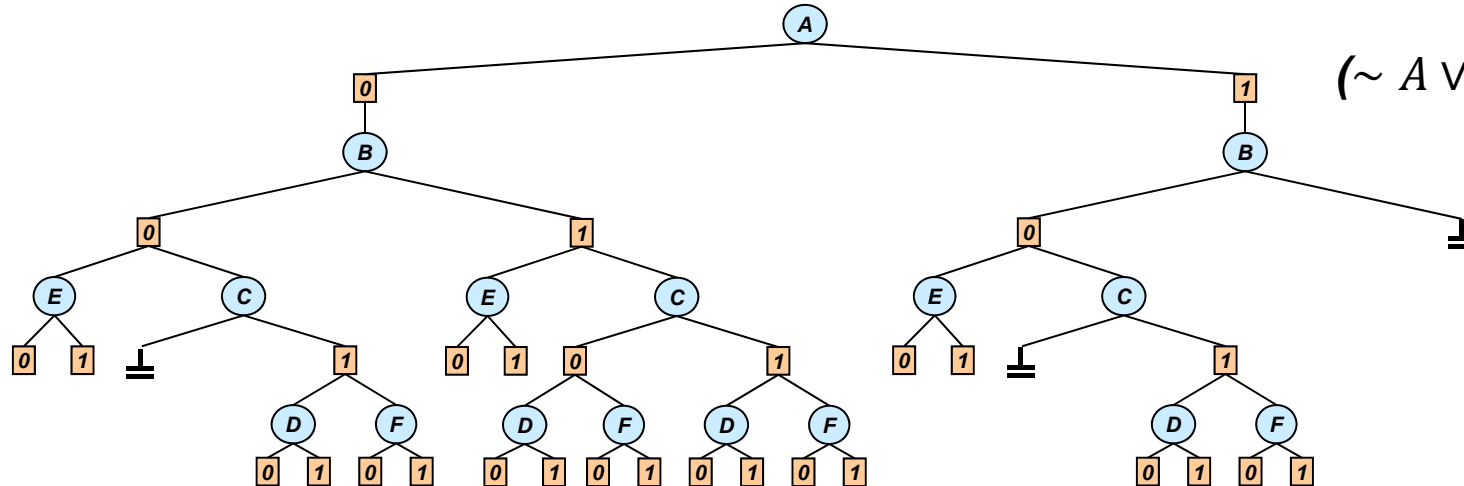 A
0 1 (~ A ∨
B B
0 1 0
E C E C E C
0 1 1 0 1 0 1 0 1 1
D F D F D F D F
0 1 0 1 0 1 0 1 0 1 0 1 0 1 0 1